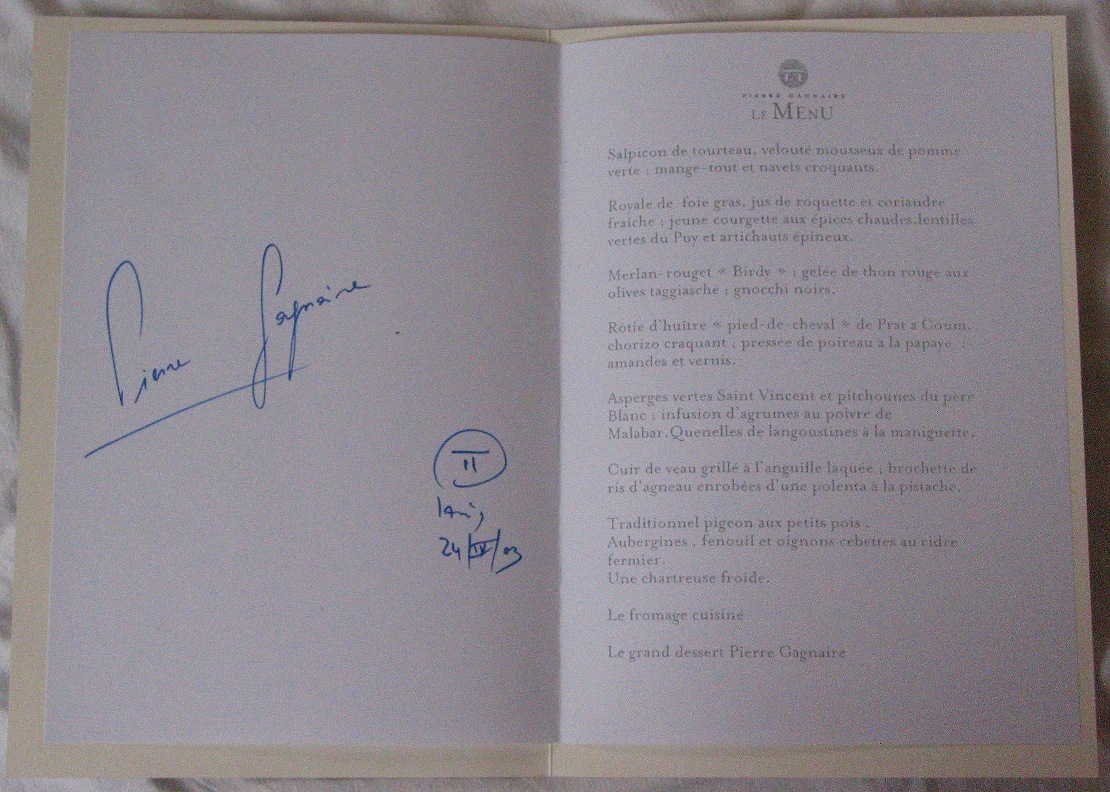 Pierre Gagnaire
Paris
24/IV/03
PIERRE GAGNAIRE
LE MENU
Salpicon de tourteau, velouté mousseux de pomme
verte ; mange-tout et navets croquants.
Royale de foie gras, jus de roquette et coriandre
fraiche ; jeune courgette aux épices chaudes.lentilles
vertes du Puy et artichauts épineux.
Merlan-rouget « Birdy » ; gelée de thon rouge aux
olives taggiasche ; gnocchi noirs.
Rôtie d'huître « pied-de-cheval » de Prat a Coum,
chorizo craquant ; pressée de poireau à la papaye ;
amandes et vernis.
Asperges vertes Saint Vincent et pitchounes du père
Blanc ; infusion d'agrumes au poivre de
Malabar.Quenelles de langoustines à la maniguette.
Cuir de veau grillé à l'anguille laquée ; brochette de
ris d'agneau enrobées d'une polenta à la pistache.
Traditionnel pigeon aux petits pois .
Aubergines , fenouil et oignons cebettes au cidre
fermier.
Une chartreuse froide.
Le fromage cuisiné
Le grand dessert Pierre Gagnaire